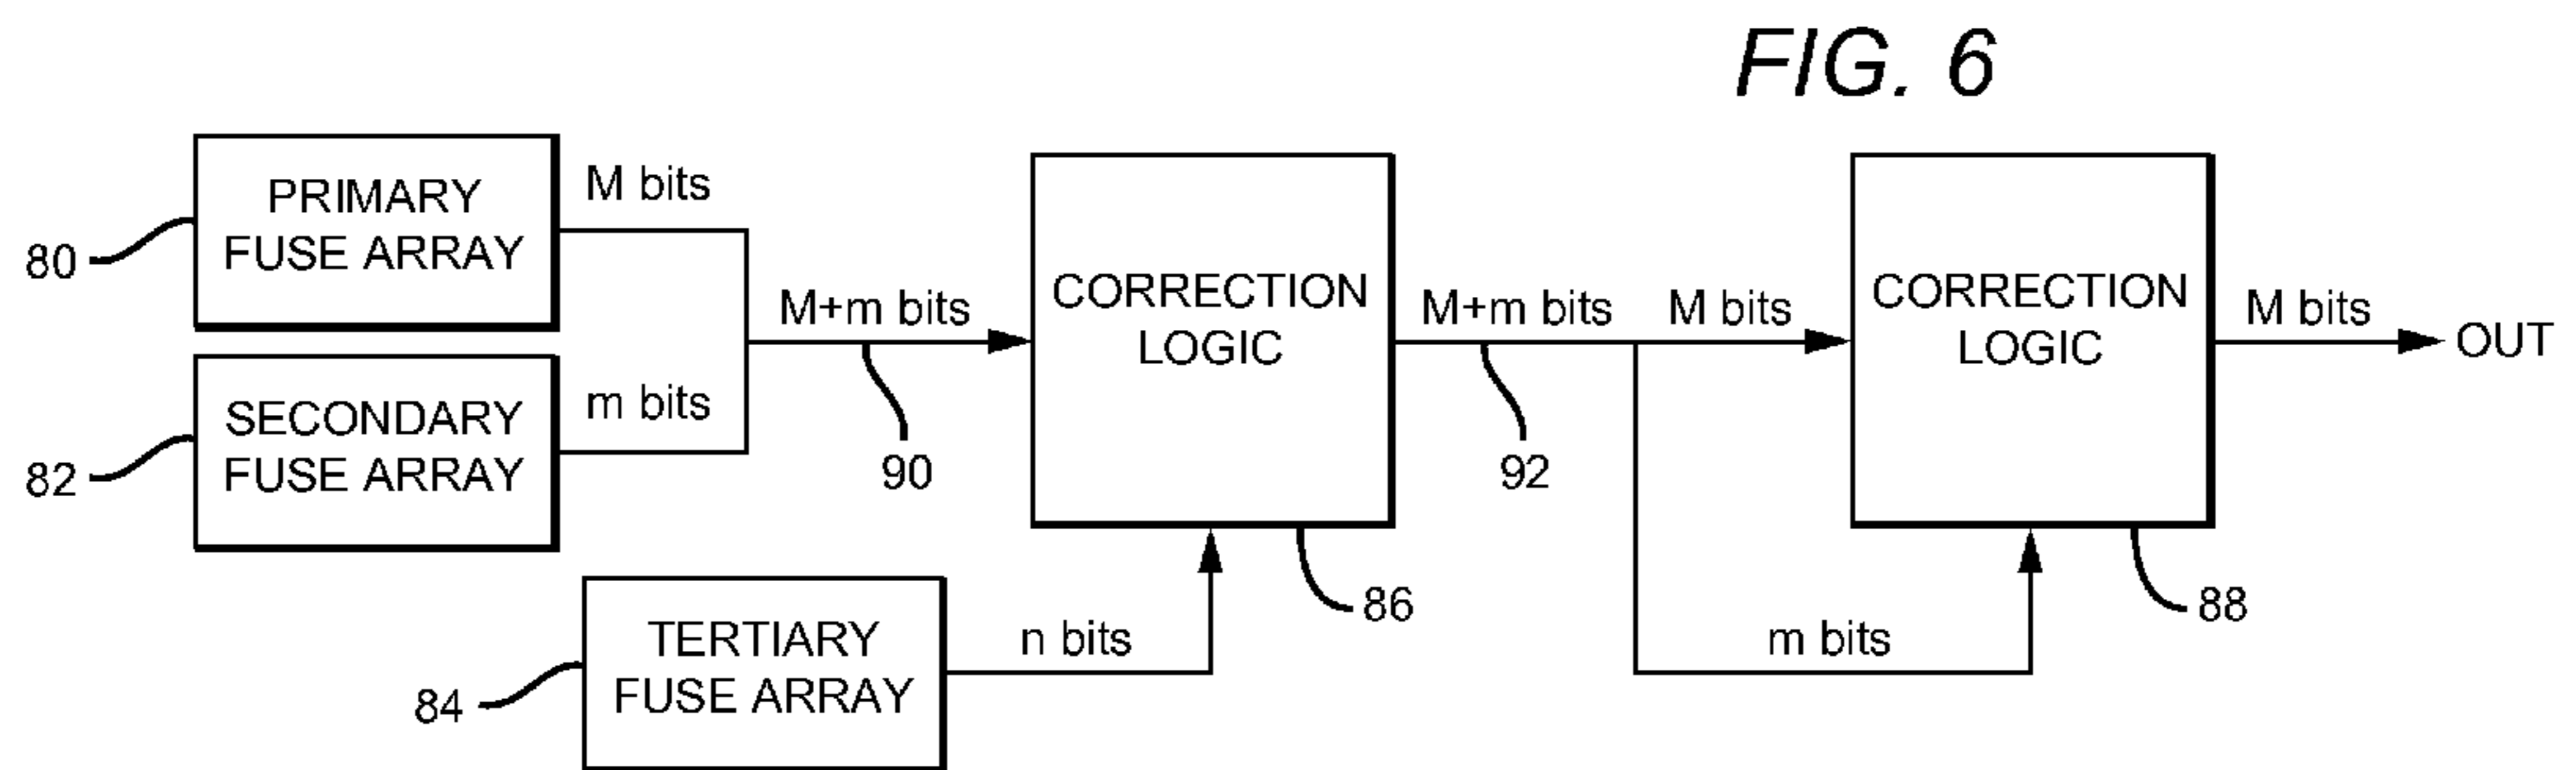 FIG. 6
PRIMARY
FUSE ARRAY
80
M bits
SECONDARY
FUSE ARRAY
82
m bits
M+m bits
90
CORRECTION
LOGIC
86
TERTIARY
FUSE ARRAY
84
n bits
M+m bits
92
M bits
m bits
CORRECTION
LOGIC
88
M bits
OUT